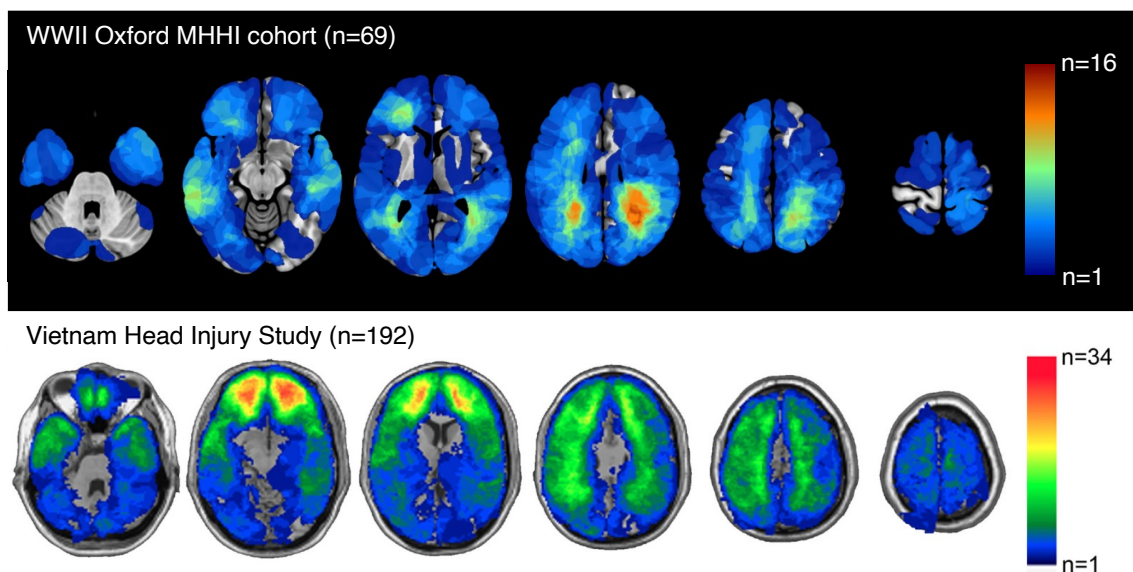 WWII Oxford MHHI cohort (n=69)
n=16
n=1
Vietnam Head Injury Study (n=192)
n=34
n=1